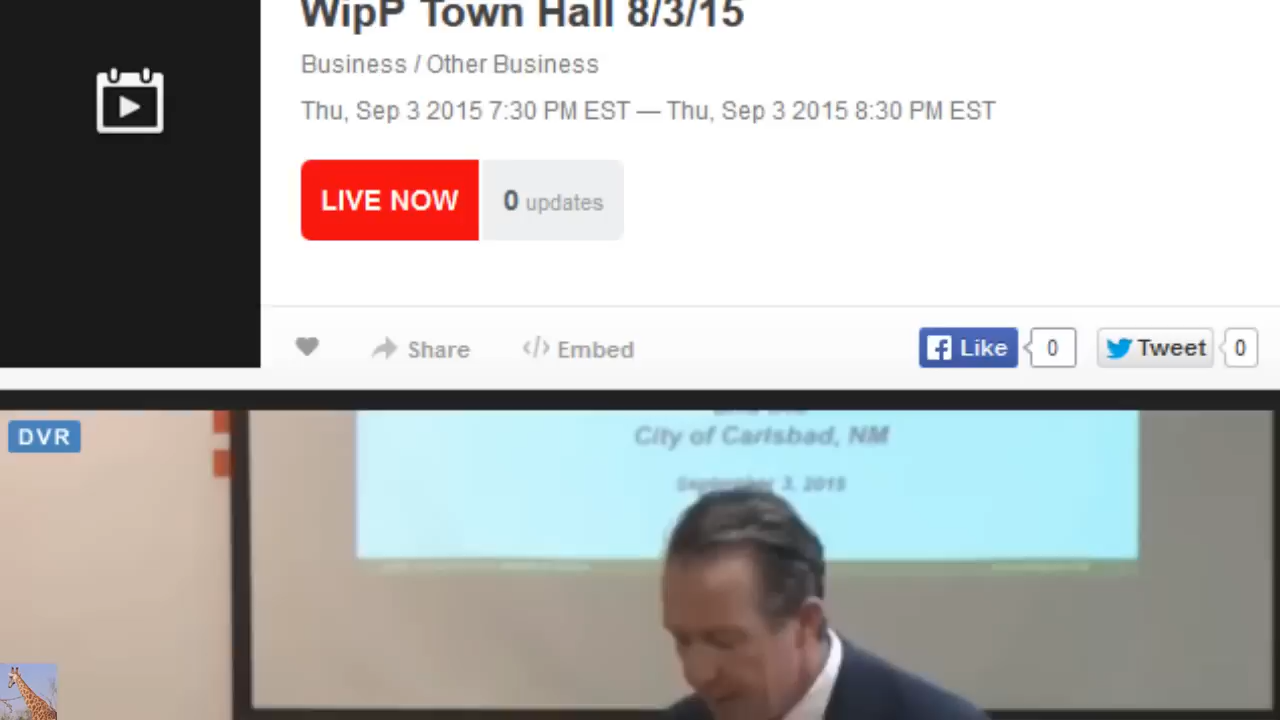 WipP Town Hall 8/3/15
Business / Other Business
Thu, Sep 3 2015 7:30 PM EST — Thu, Sep 3 2015 8:30 PM EST
LIVE NOW 0 updates
Share Embed Like 0 Tweet 0
DVR
City of Carlsbad, NM
September 3, 2015